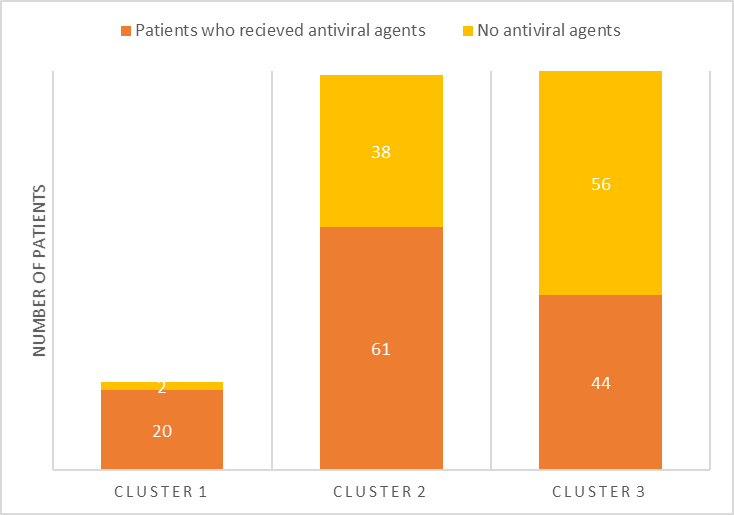 Patients who recieved antiviral agents
No antiviral agents
NUMBER OF PATIENTS
38
56
61
44
2
20
CLUSTER 1
CLUSTER 2
CLUSTER 3